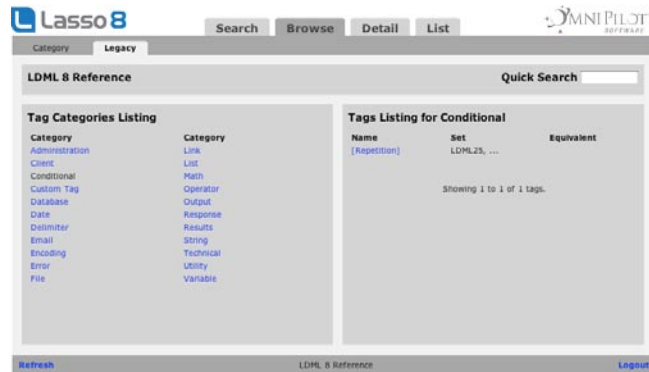 Lasso 8
Search Browse Detail List
OMNIPILOT
SOFTWARE
Category Legacy
LDML 8 Reference
Quick Search
Tag Categories Listing
Category Category
Administration Link
Client List
Conditional Math
Custom Tag Operator
Database Output
Date Response
Delimiter Results
Email String
Encoding Technical
Error Utility
File Variable
Tags Listing for Conditional
Name Set Equivalent
[Repetition] LDML25, ...
Showing 1 to 1 of 1 tags.
Refresh LDML 8 Reference Logout